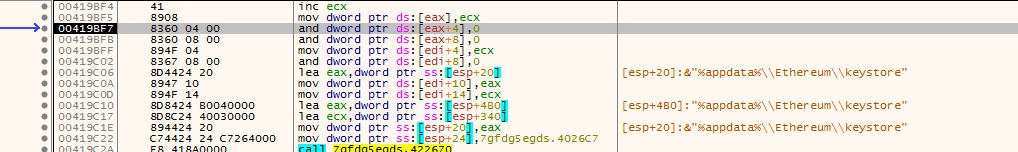 00419BF4 41 inc ecx
00419BF5 8908 mov dword ptr ds:[eax],ecx
00419BF7 8360 04 00 and dword ptr ds:[eax+4],0
00419BFB 8360 08 00 and dword ptr ds:[eax+8],0
00419BFF 894F 04 mov dword ptr ds:[edi+4],ecx
00419C02 8367 08 00 and dword ptr ds:[edi+8],0
00419C06 8D4424 20 lea eax,dword ptr ss:[esp+20] [esp+20]:&"%appdata%\\Ethereum\\keystore"
00419C0A 8947 10 mov dword ptr ds:[edi+10],eax
00419C0D 894F 14 mov dword ptr ds:[edi+14],ecx
00419C10 8D8424 B0040000 lea eax,dword ptr ss:[esp+4B0] [esp+4B0]:"%appdata%\\Ethereum\\keystore"
00419C17 8D8C24 40030000 lea ecx,dword ptr ss:[esp+340]
00419C1E 894424 20 mov dword ptr ss:[esp+20],eax [esp+20]:&"%appdata%\\Ethereum\\keystore"
00419C22 C74424 24 C7264000 mov dword ptr ss:[esp+24],7gfdg5egds.4026C7
00419C2A E8 418A0000 call 7gfdg5egds.422670